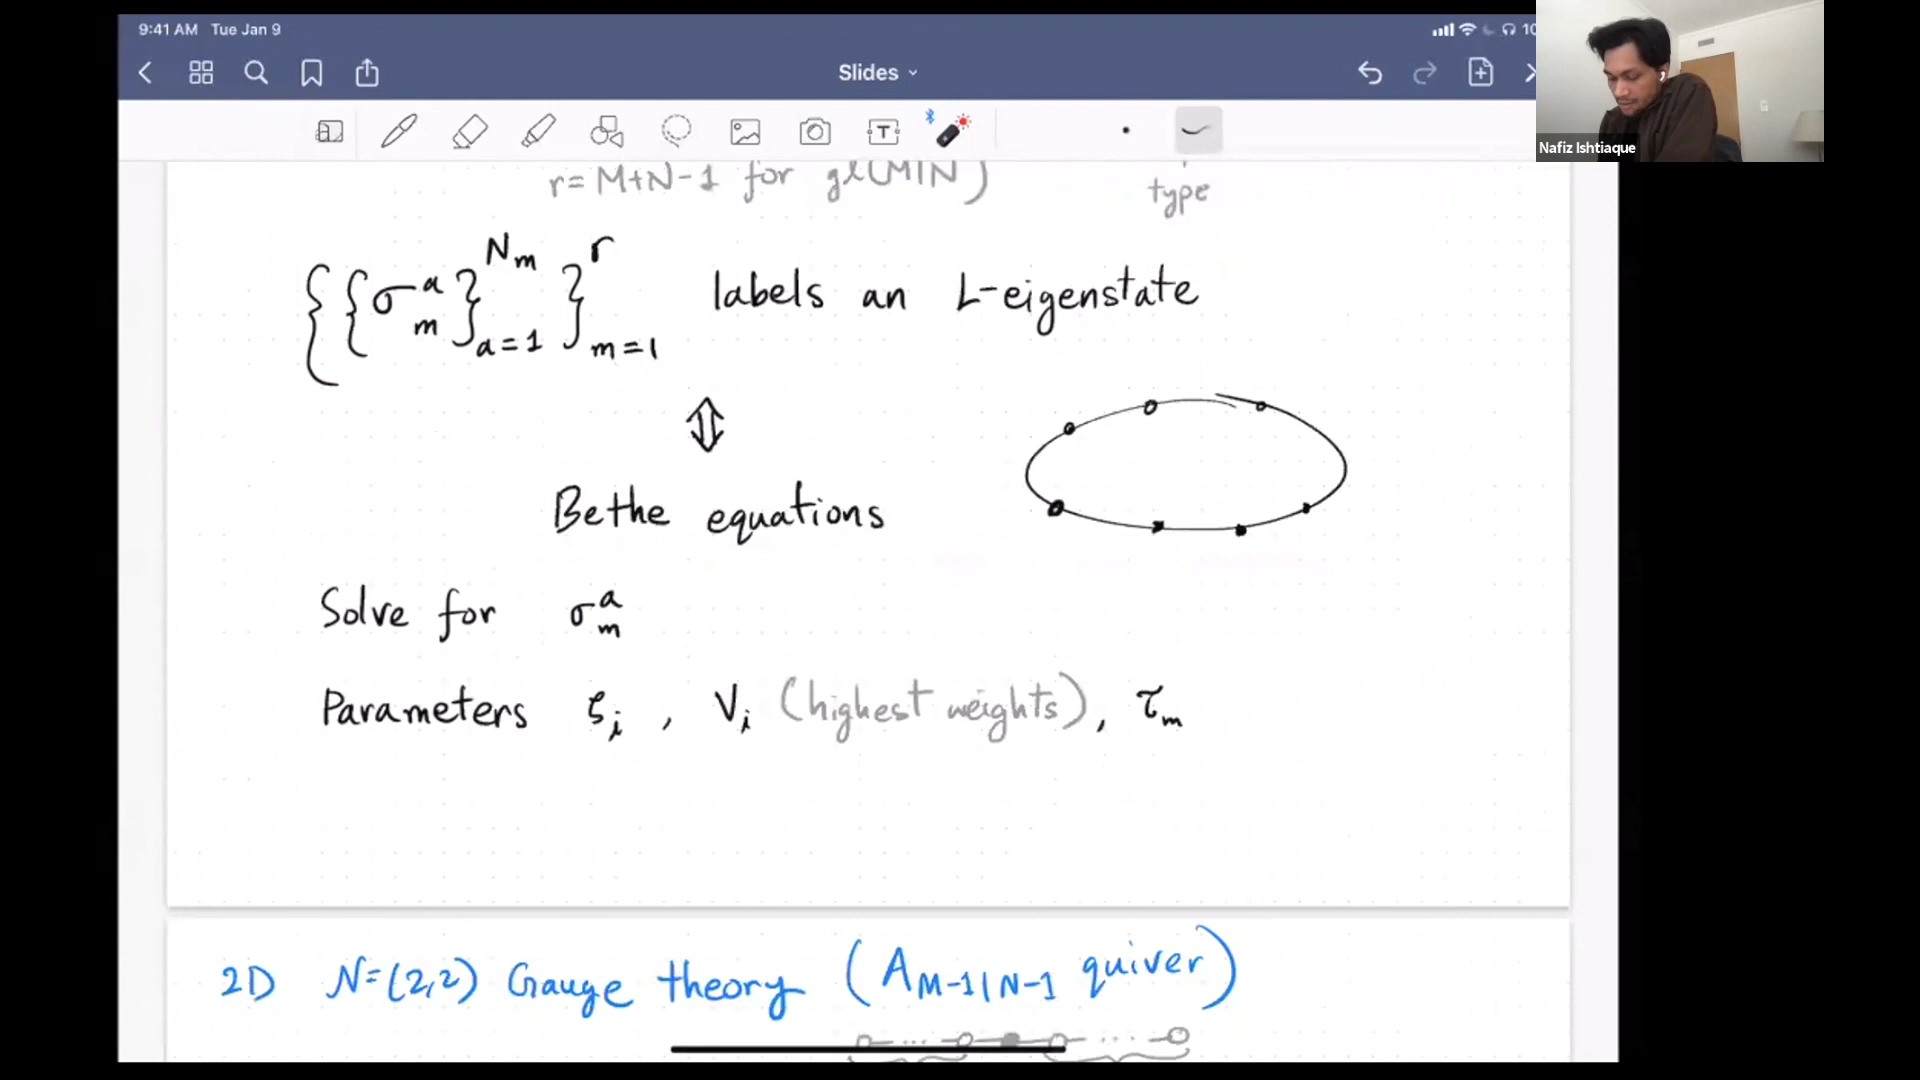 9:41 AM Tue Jan 9
10
Slides
T
Nafiz Ishtiaque
r = M+N-1 for gl(M|N)
type
{ { σ_m^a }_{a=1}^{N_m} }_{m=1}^{r} labels an L-eigenstate
⇕
Bethe equations
Solve for σ_m^a
Parameters ζ_i , V_i (highest weights), τ_m
2D N=(2,2) Gauge theory (A_{M-1|N-1} quiver)